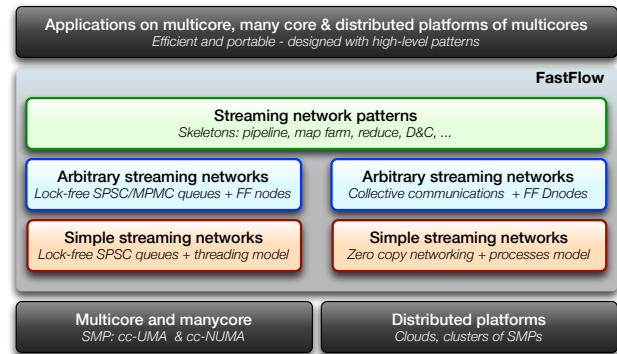 Applications on multicore, many core & distributed platforms of multicores
Efficient and portable - designed with high-level patterns
FastFlow
Streaming network patterns
Skeletons: pipeline, map farm, reduce, D&C, ...
Arbitrary streaming networks
Lock-free SPSC/MPMC queues + FF nodes
Arbitrary streaming networks
Collective communications + FF Dnodes
Simple streaming networks
Lock-free SPSC queues + threading model
Simple streaming networks
Zero copy networking + processes model
Multicore and manycore
SMP: cc-UMA & cc-NUMA
Distributed platforms
Clouds, clusters of SMPs